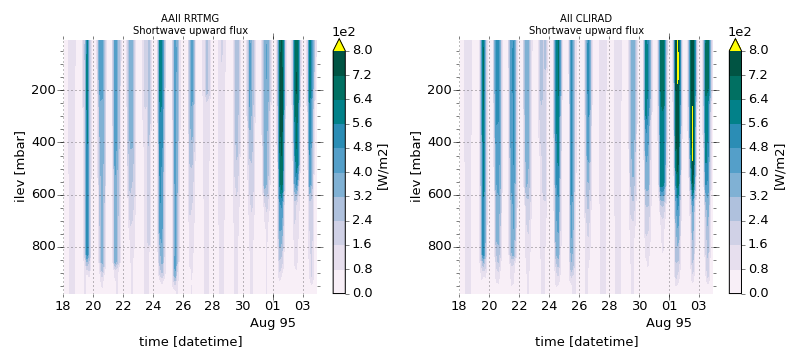 AAII RRTMG
Shortwave upward flux
1e2
8.0
7.2
6.4
5.6
4.8
4.0
3.2
2.4
1.6
0.8
0.0
[W/m2]
200
400
600
800
ilev [mbar]
18 20 22 24 26 28 30 01 03
Aug 95
time [datetime]
AII CLIRAD
Shortwave upward flux
1e2
8.0
7.2
6.4
5.6
4.8
4.0
3.2
2.4
1.6
0.8
0.0
[W/m2]
200
400
600
800
ilev [mbar]
18 20 22 24 26 28 30 01 03
Aug 95
time [datetime]